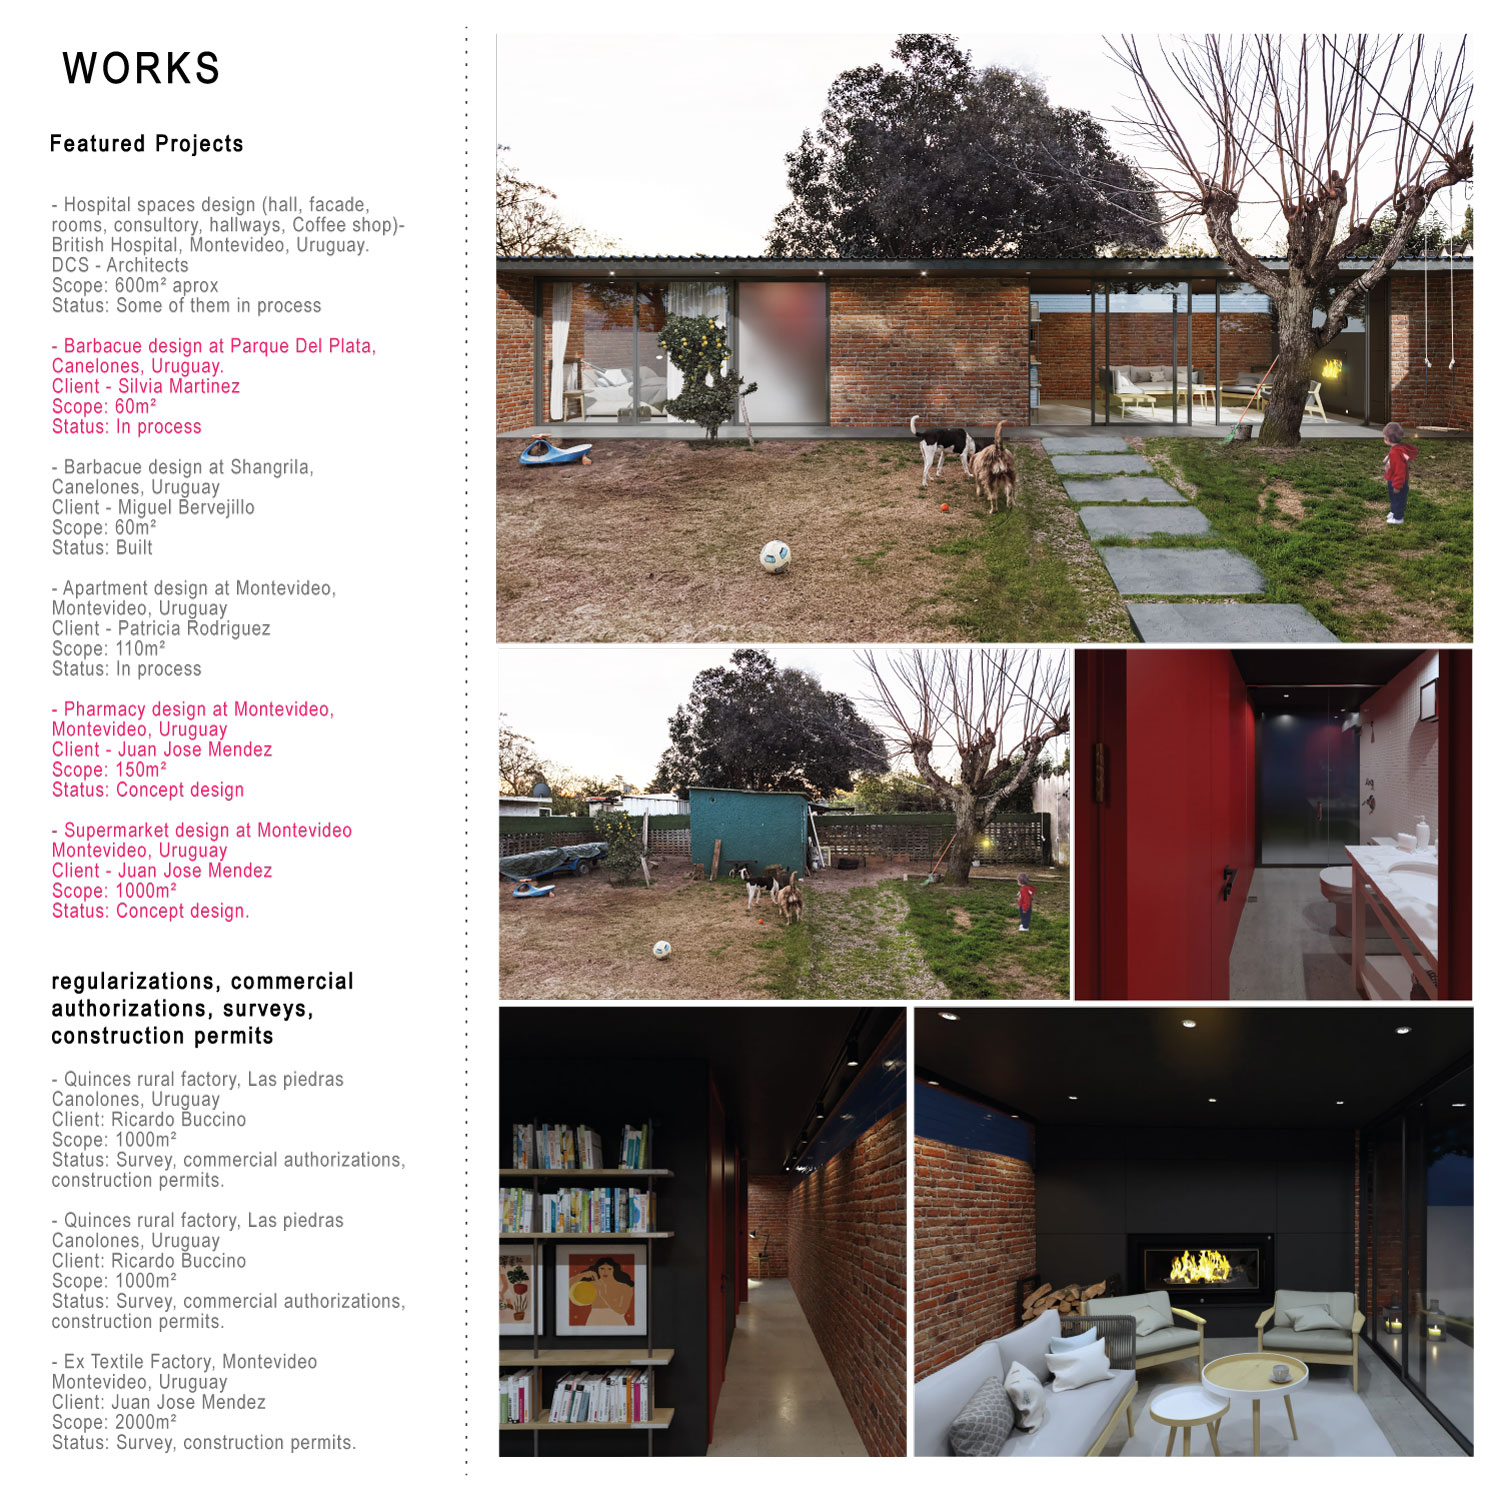 WORKS
Featured Projects
- Hospital spaces design (hall, facade,
rooms, consultory, hallways, Coffee shop)-
British Hospital, Montevideo, Uruguay.
DCS - Architects
Scope: 600m² aprox
Status: Some of them in process
- Barbacue design at Parque Del Plata,
Canelones, Uruguay.
Client - Silvia Martinez
Scope: 60m²
Status: In process
- Barbacue design at Shangrila,
Canelones, Uruguay
Client - Miguel Bervejillo
Scope: 60m²
Status: Built
- Apartment design at Montevideo,
Montevideo, Uruguay
Client - Patricia Rodriguez
Scope: 110m²
Status: In process
- Pharmacy design at Montevideo,
Montevideo, Uruguay
Client - Juan Jose Mendez
Scope: 150m²
Status: Concept design
- Supermarket design at Montevideo
Montevideo, Uruguay
Client - Juan Jose Mendez
Scope: 1000m²
Status: Concept design.
regularizations, commercial
authorizations, surveys,
construction permits
- Quinces rural factory, Las piedras
Canolones, Uruguay
Client: Ricardo Buccino
Scope: 1000m²
Status: Survey, commercial authorizations,
construction permits.
- Quinces rural factory, Las piedras
Canolones, Uruguay
Client: Ricardo Buccino
Scope: 1000m²
Status: Survey, commercial authorizations,
construction permits.
- Ex Textile Factory, Montevideo
Montevideo, Uruguay
Client: Juan Jose Mendez
Scope: 2000m²
Status: Survey, construction permits.